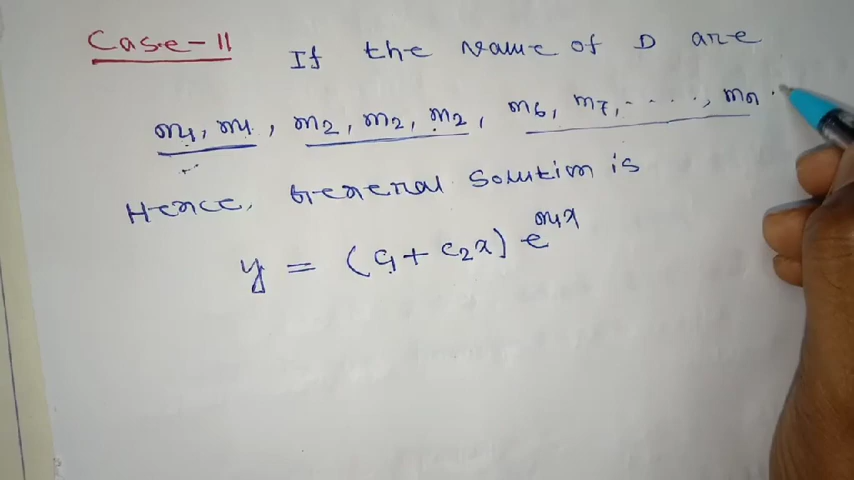 Case-II If the value of D are
m₁, m₁, m₂, m₂, m₂, m₆, m₇, ....., mₙ.
Hence, General Solution is
y = (c₁ + c₂x) e^{m₁x}